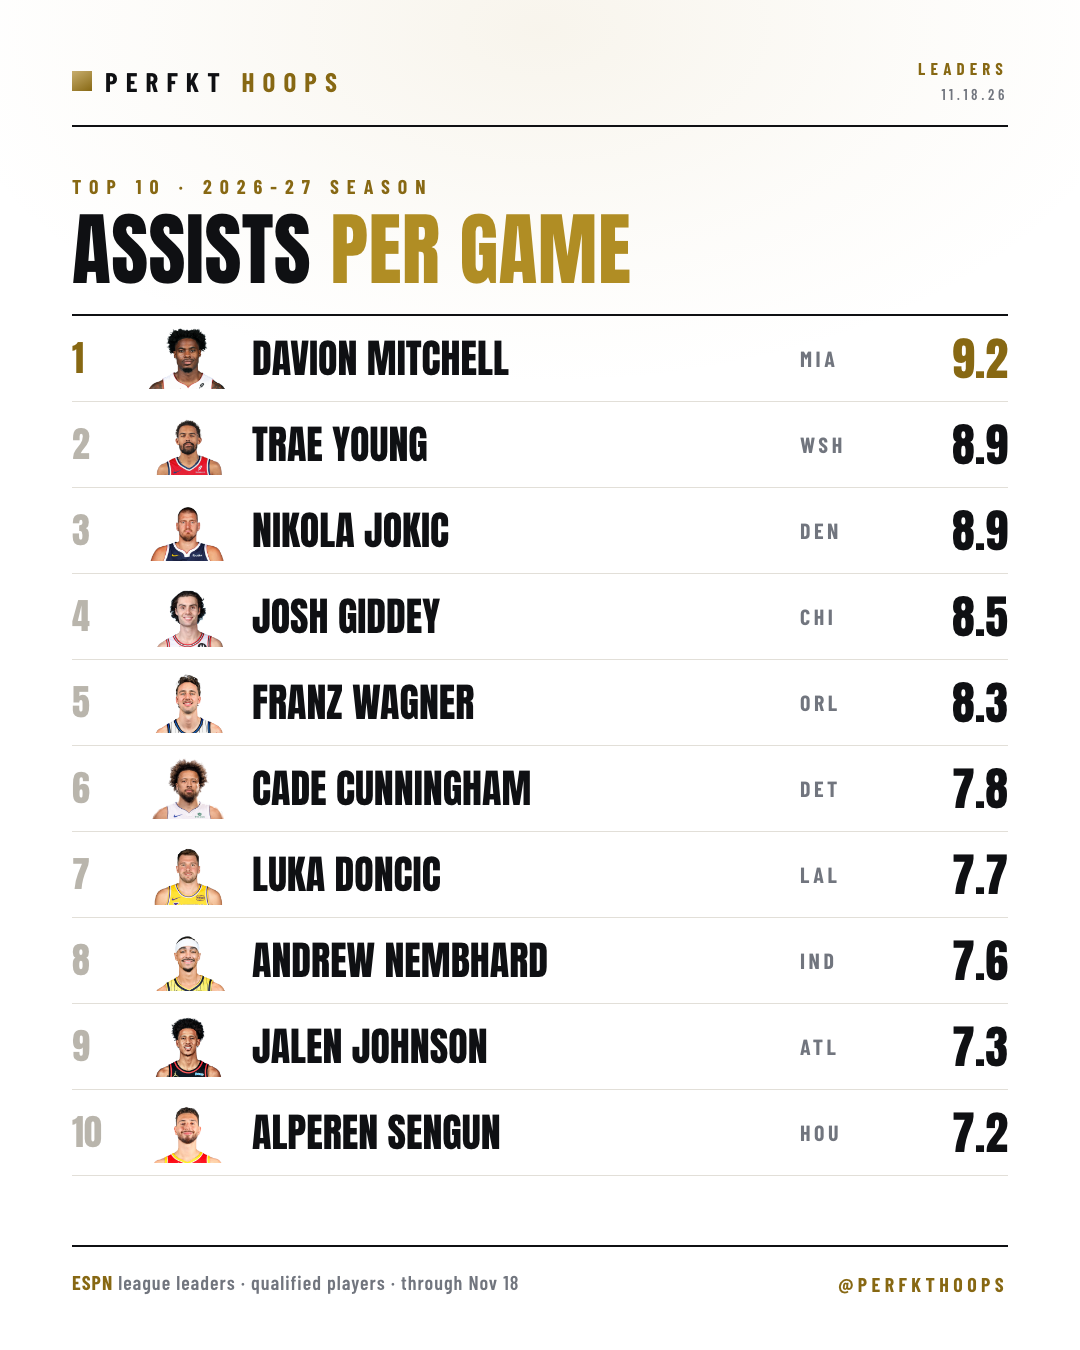 PERFKT HOOPS
LEADERS
11.18.26
TOP 10 · 2026-27 SEASON
ASSISTS PER GAME
1 DAVION MITCHELL MIA 9.2
2 TRAE YOUNG WSH 8.9
3 NIKOLA JOKIC DEN 8.9
4 JOSH GIDDEY CHI 8.5
5 FRANZ WAGNER ORL 8.3
6 CADE CUNNINGHAM DET 7.8
7 LUKA DONCIC LAL 7.7
8 ANDREW NEMBHARD IND 7.6
9 JALEN JOHNSON ATL 7.3
10 ALPEREN SENGUN HOU 7.2
ESPN league leaders · qualified players · through Nov 18
@PERFKTHOOPS